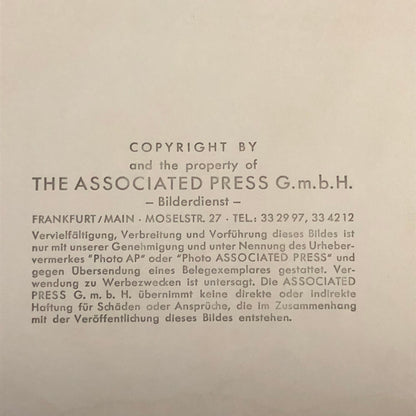 COPYRIGHT BY
and the property of
THE ASSOCIATED PRESS G.m.b.H.
– Bilderdienst –
FRANKFURT/MAIN · MOSELSTR. 27 · TEL.: 33 29 97, 33 42 12
Vervielfältigung, Verbreitung und Vorführung dieses Bildes ist
nur mit unserer Genehmigung und unter Nennung des Urheber-
vermerkes "Photo AP" oder "Photo ASSOCIATED PRESS" und
gegen Übersendung eines Belegexemplares gestattet. Ver-
wendung zu Werbezwecken ist untersagt. Die ASSOCIATED
PRESS G. m. b. H. übernimmt keine direkte oder indirekte
Haftung für Schäden oder Ansprüche, die im Zusammenhang
mit der Veröffentlichung dieses Bildes entstehen.